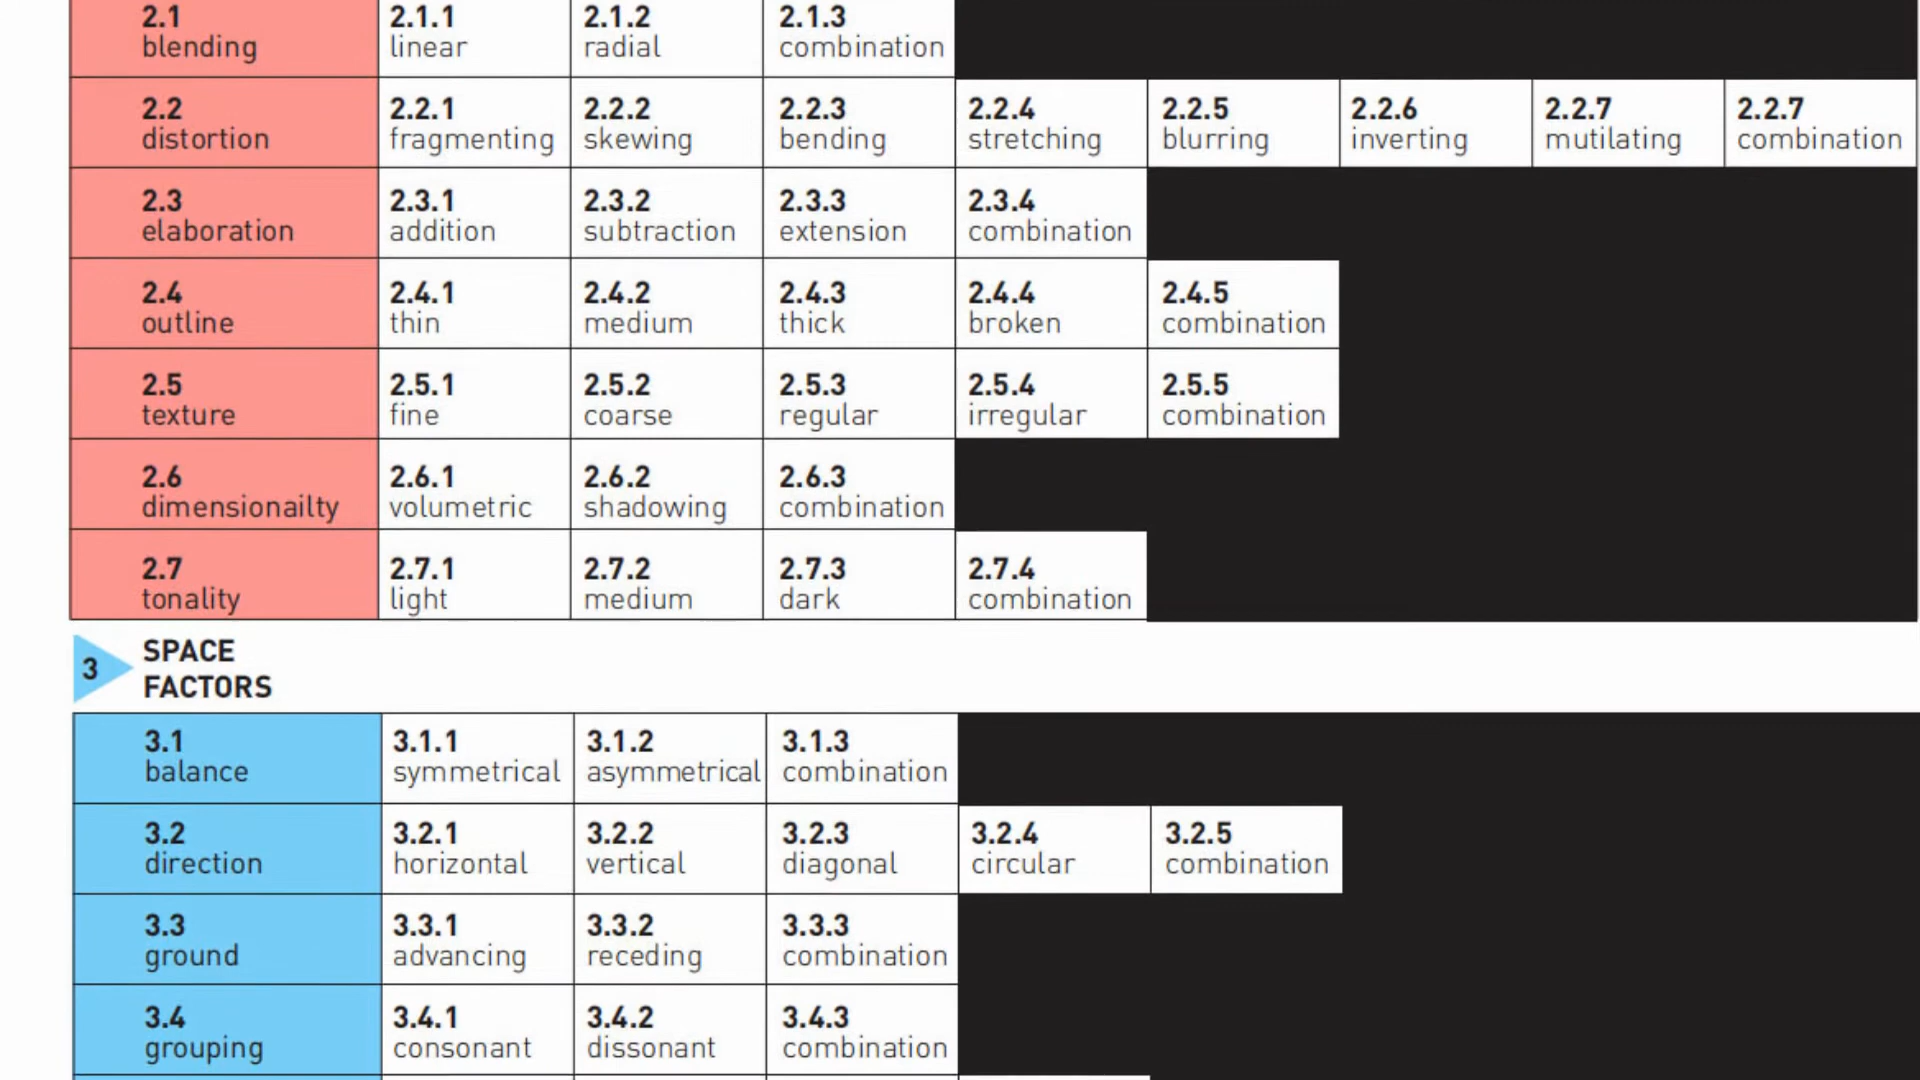 2.1 2.1.1 2.1.2 2.1.3
blending linear radial combination
2.2 2.2.1 2.2.2 2.2.3 2.2.4 2.2.5 2.2.6 2.2.7 2.2.7
distortion fragmenting skewing bending stretching blurring inverting mutilating combination
2.3 2.3.1 2.3.2 2.3.3 2.3.4
elaboration addition subtraction extension combination
2.4 2.4.1 2.4.2 2.4.3 2.4.4 2.4.5
outline thin medium thick broken combination
2.5 2.5.1 2.5.2 2.5.3 2.5.4 2.5.5
texture fine coarse regular irregular combination
2.6 2.6.1 2.6.2 2.6.3
dimensionailty volumetric shadowing combination
2.7 2.7.1 2.7.2 2.7.3 2.7.4
tonality light medium dark combination
3 SPACE
FACTORS
3.1 3.1.1 3.1.2 3.1.3
balance symmetrical asymmetrical combination
3.2 3.2.1 3.2.2 3.2.3 3.2.4 3.2.5
direction horizontal vertical diagonal circular combination
3.3 3.3.1 3.3.2 3.3.3
ground advancing receding combination
3.4 3.4.1 3.4.2 3.4.3
grouping consonant dissonant combination